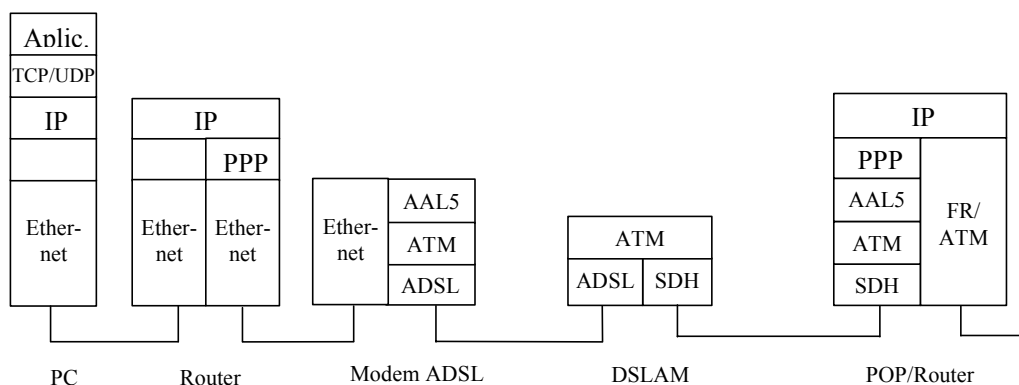 Aplic.
TCP/UDP
IP
Ether-
net
PC
IP
PPP
Ether-
net
Ether-
net
Router
Ether-
net
AAL5
ATM
ADSL
Modem ADSL
ATM
ADSL
SDH
DSLAM
IP
PPP
AAL5
ATM
SDH
FR/
ATM
POP/Router